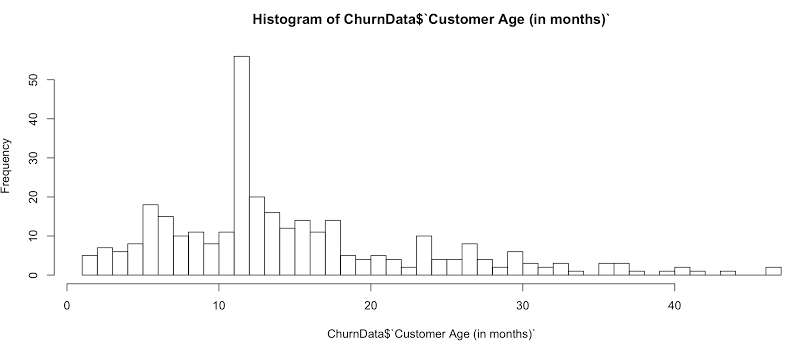 Histogram of ChurnData$`Customer Age (in months)`
50
40
30
20
10
0
Frequency
0 10 20 30 40
ChurnData$`Customer Age (in months)`